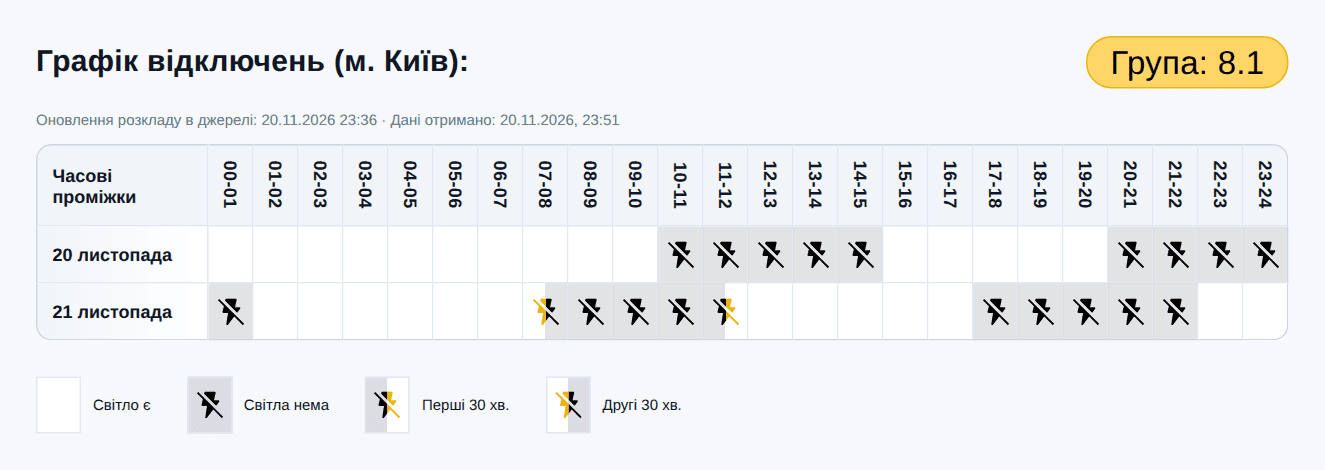 Графік відключень (м. Київ):
Група: 8.1
Оновлення розкладу в джерелі: 20.11.2026 23:36 · Дані отримано: 20.11.2026, 23:51
Часові
проміжки
00-01
01-02
02-03
03-04
04-05
05-06
06-07
07-08
08-09
09-10
10-11
11-12
12-13
13-14
14-15
15-16
16-17
17-18
18-19
19-20
20-21
21-22
22-23
23-24
20 листопада
21 листопада
Світло є
Світла нема
Перші 30 хв.
Другі 30 хв.